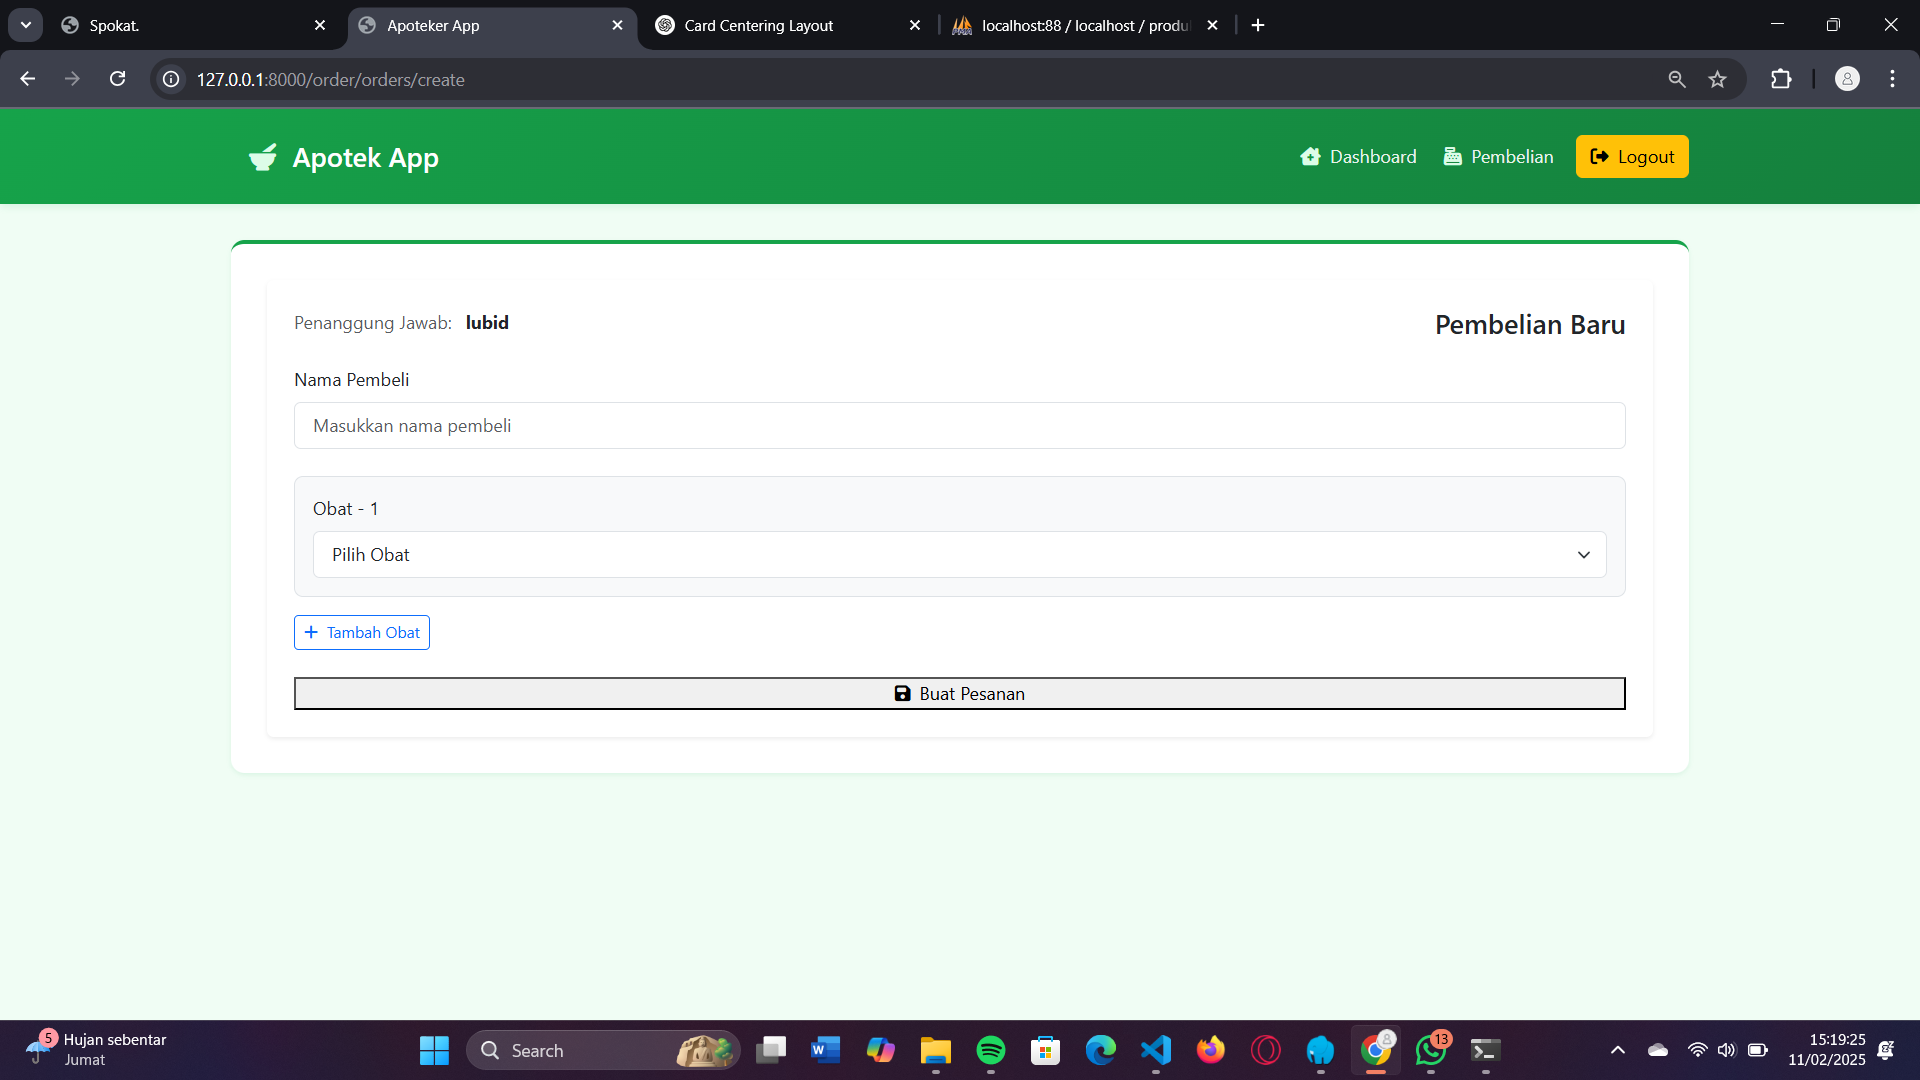 Spokat.
Apoteker App
Card Centering Layout
localhost:88 / localhost / produ
127.0.0.1:8000/order/orders/create
Apotek App
Dashboard
Pembelian
Logout
Penanggung Jawab: lubid
Pembelian Baru
Nama Pembeli
Masukkan nama pembeli
Obat - 1
Pilih Obat
+ Tambah Obat
Buat Pesanan
5
Hujan sebentar
Jumat
Search
13
15:19:25
11/02/2025